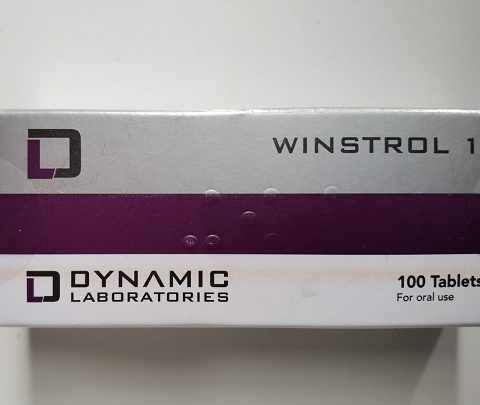 WINSTROL 1
DYNAMIC
LABORATORIES
100 Tablets
For oral use